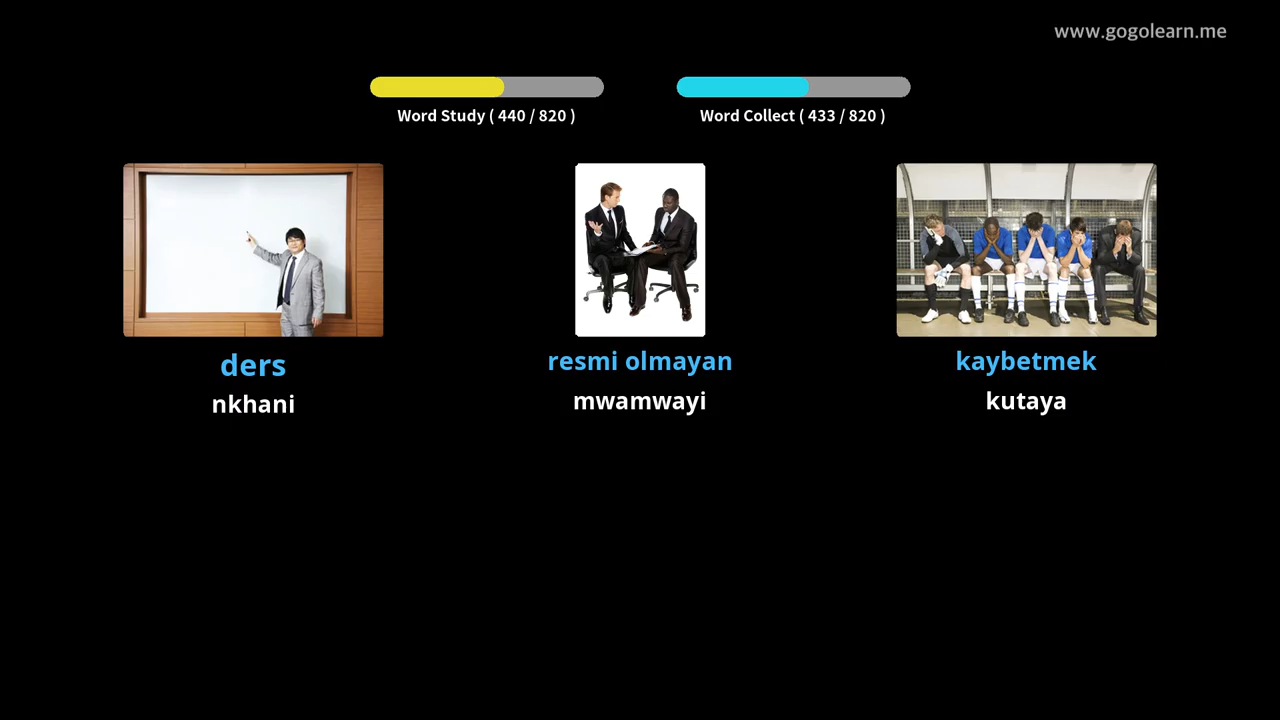 www.gogolearn.me
Word Study ( 440 / 820 )
Word Collect ( 433 / 820 )
ders
nkhani
resmi olmayan
mwamwayi
kaybetmek
kutaya